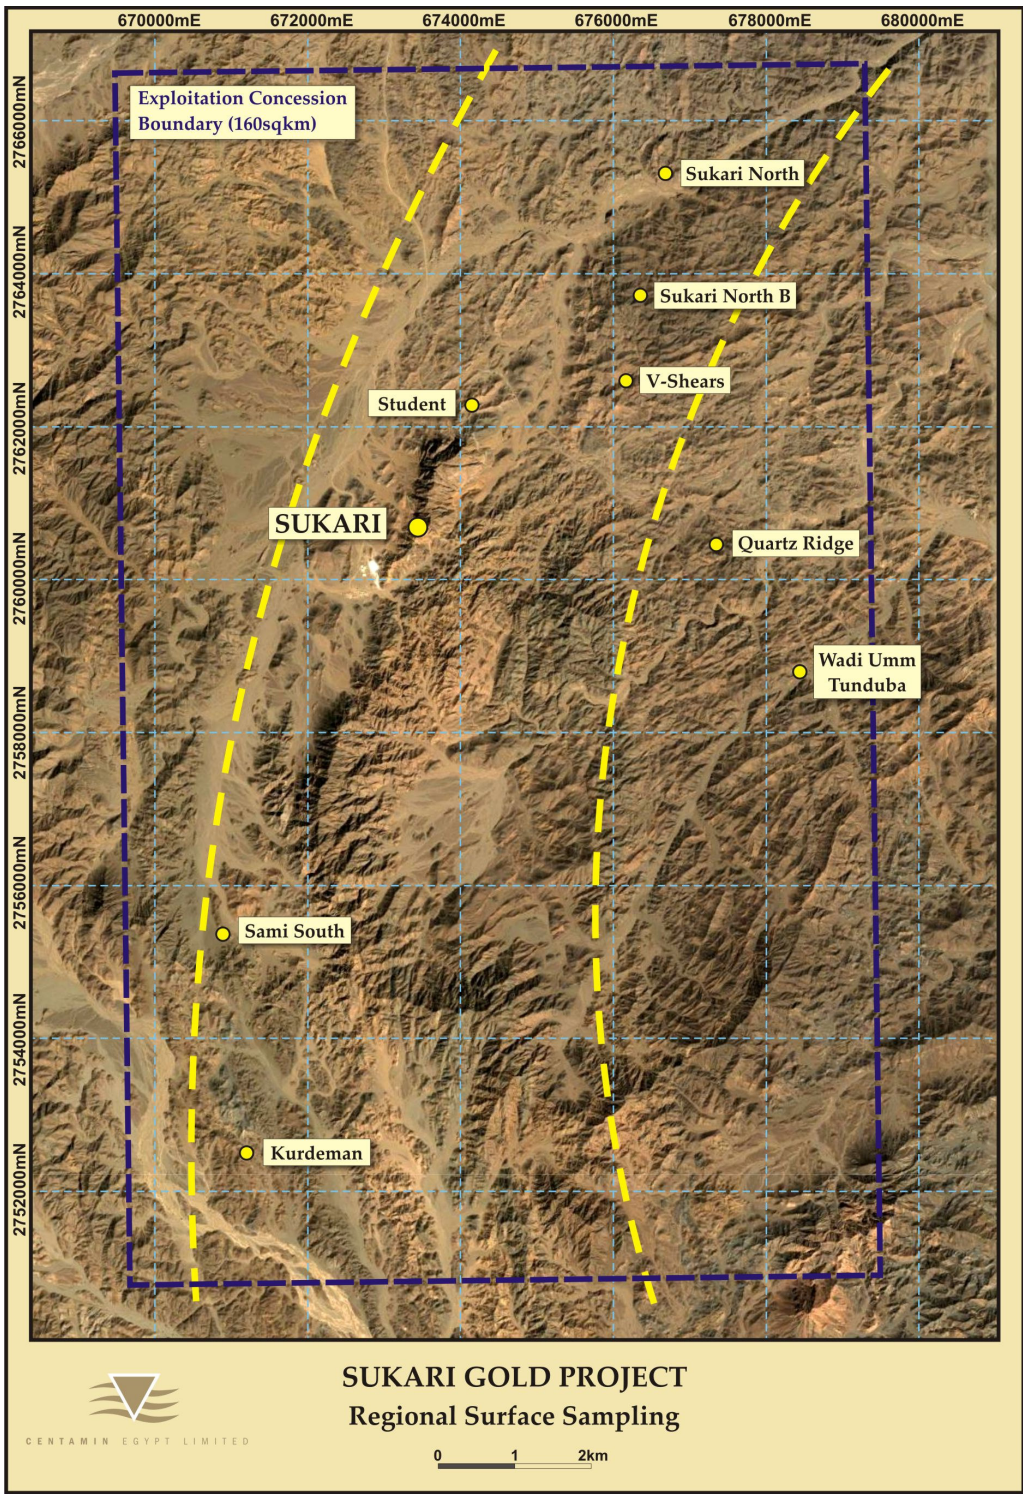 670000mE 672000mE 674000mE 676000mE 678000mE 680000mE
2766000mN
2764000mN
2762000mN
2760000mN
2758000mN
2756000mN
2754000mN
2752000mN
Exploitation Concession
Boundary (160sqkm)
Sukari North
Sukari North B
V-Shears
Student
SUKARI
Quartz Ridge
Wadi Umm
Tunduba
Sami South
Kurdeman
SUKARI GOLD PROJECT
Regional Surface Sampling
CENTAMIN EGYPT LIMITED
0 1 2km